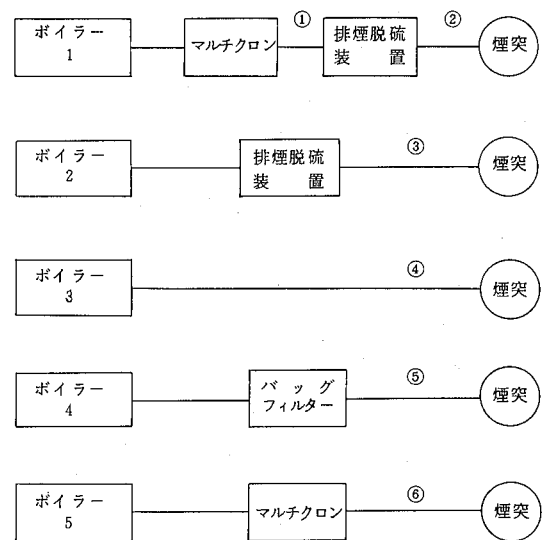 ① ②
ボイラー
1
マルチクロン
排煙脱硫
装置
煙突
③
ボイラー
2
排煙脱硫
装置
煙突
④
ボイラー
3
煙突
⑤
ボイラー
4
バッグ
フィルター
煙突
⑥
ボイラー
5
マルチクロン
煙突